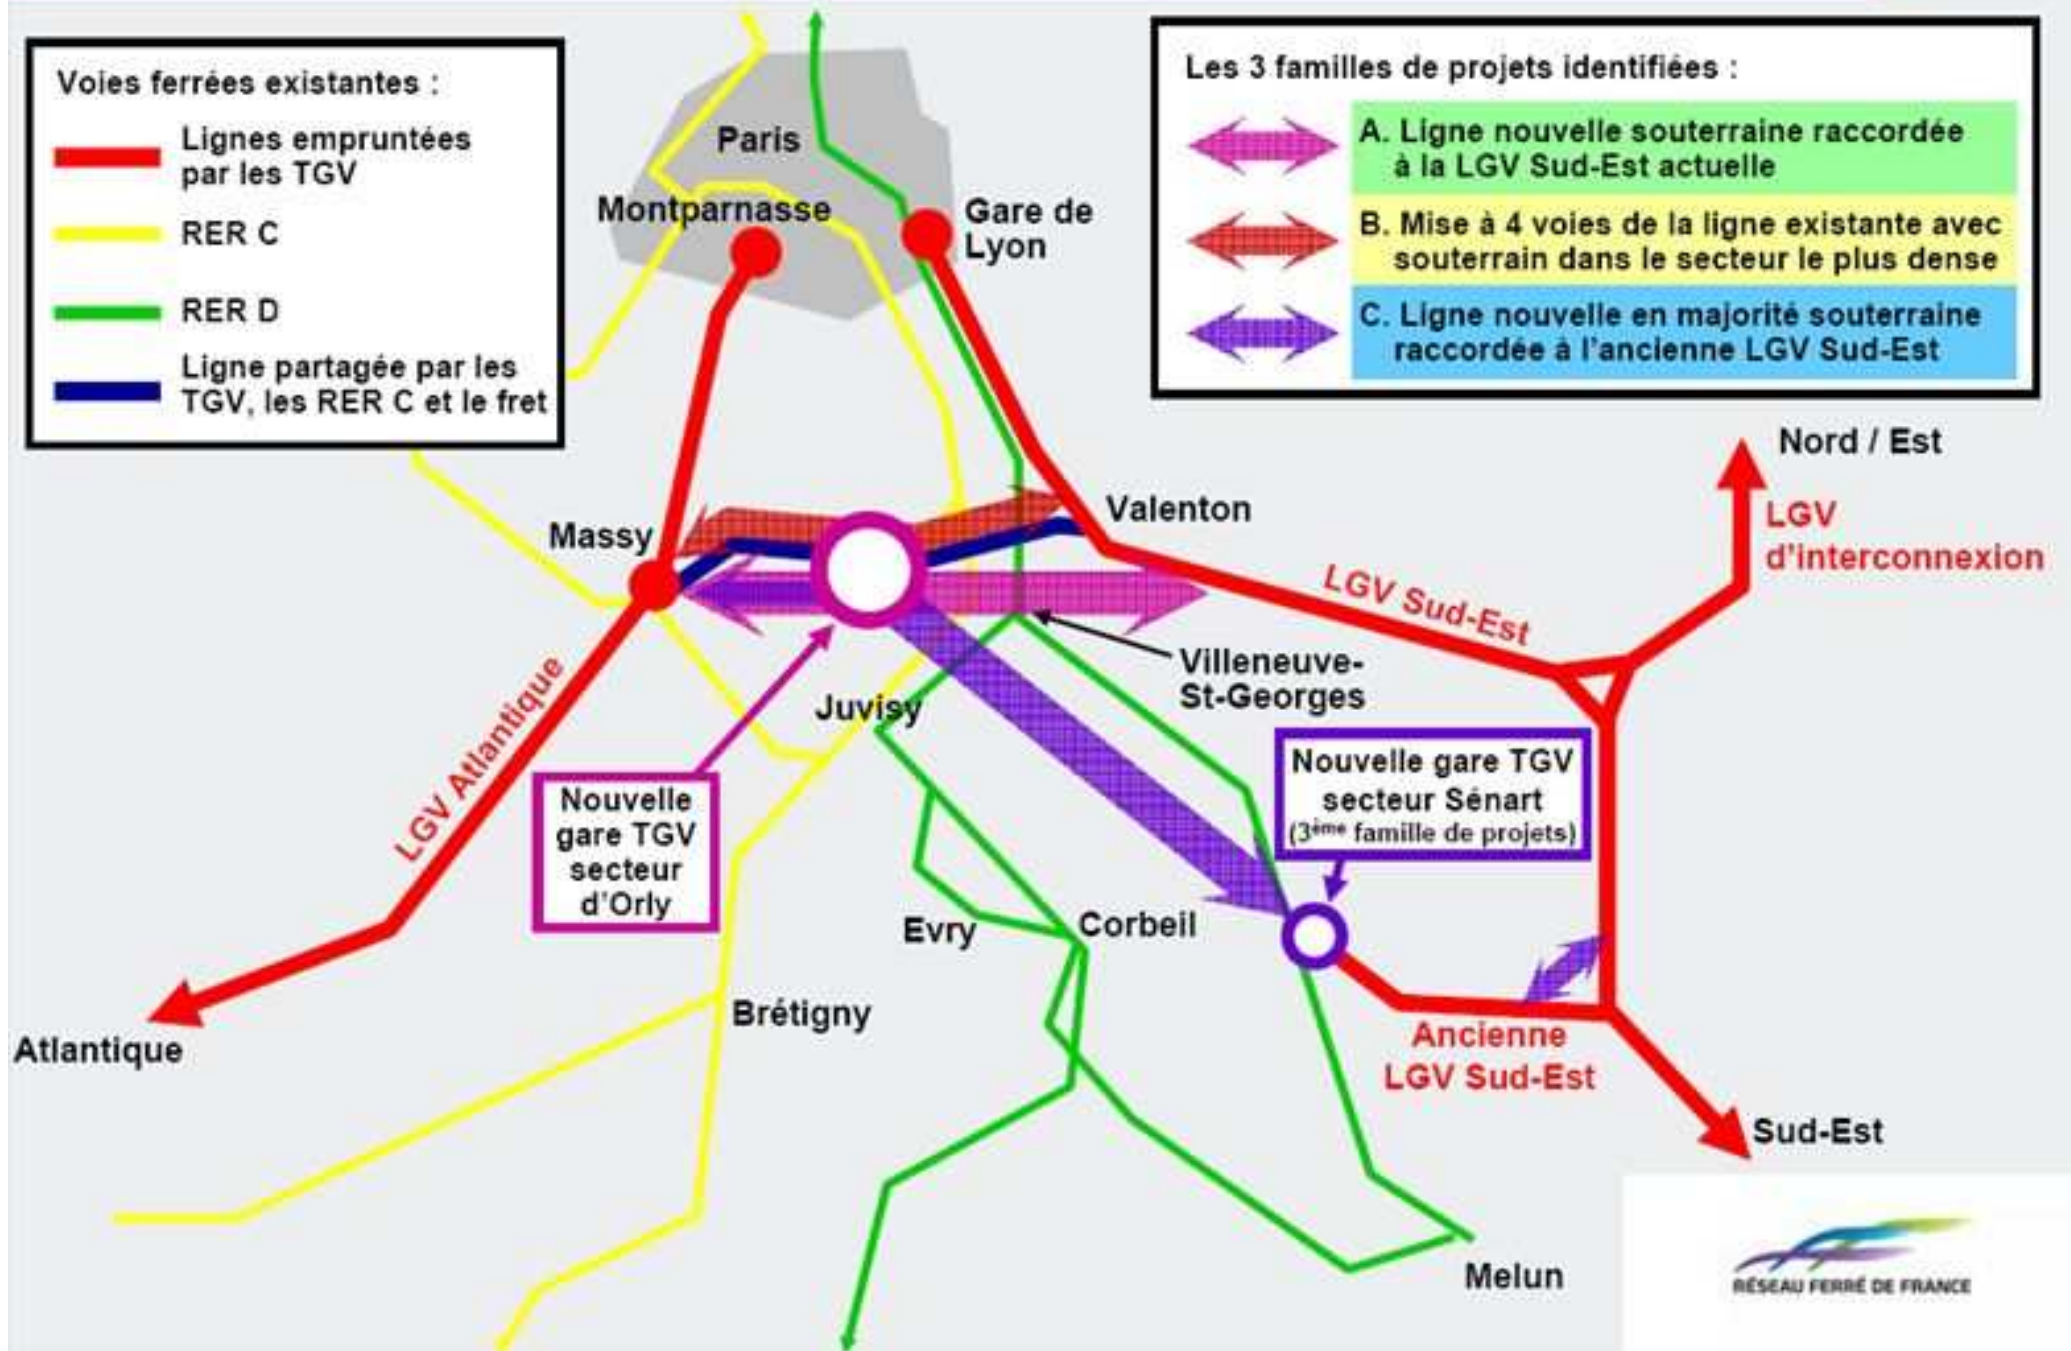 Voies ferrées existantes :
Lignes empruntées
par les TGV
RER C
RER D
Ligne partagée par les
TGV, les RER C et le fret
Les 3 familles de projets identifiées :
A. Ligne nouvelle souterraine raccordée
à la LGV Sud-Est actuelle
B. Mise à 4 voies de la ligne existante avec
souterrain dans le secteur le plus dense
C. Ligne nouvelle en majorité souterraine
raccordée à l'ancienne LGV Sud-Est
Paris
Montparnasse
Gare de
Lyon
Nord / Est
LGV
d'interconnexion
Massy
Valenton
LGV Sud-Est
Villeneuve-
St-Georges
Juvisy
LGV Atlantique
Nouvelle
gare TGV
secteur
d'Orly
Nouvelle gare TGV
secteur Sénart
(3ème famille de projets)
Evry
Corbeil
Brétigny
Atlantique
Ancienne
LGV Sud-Est
Sud-Est
Melun
RÉSEAU FERRÉ DE FRANCE